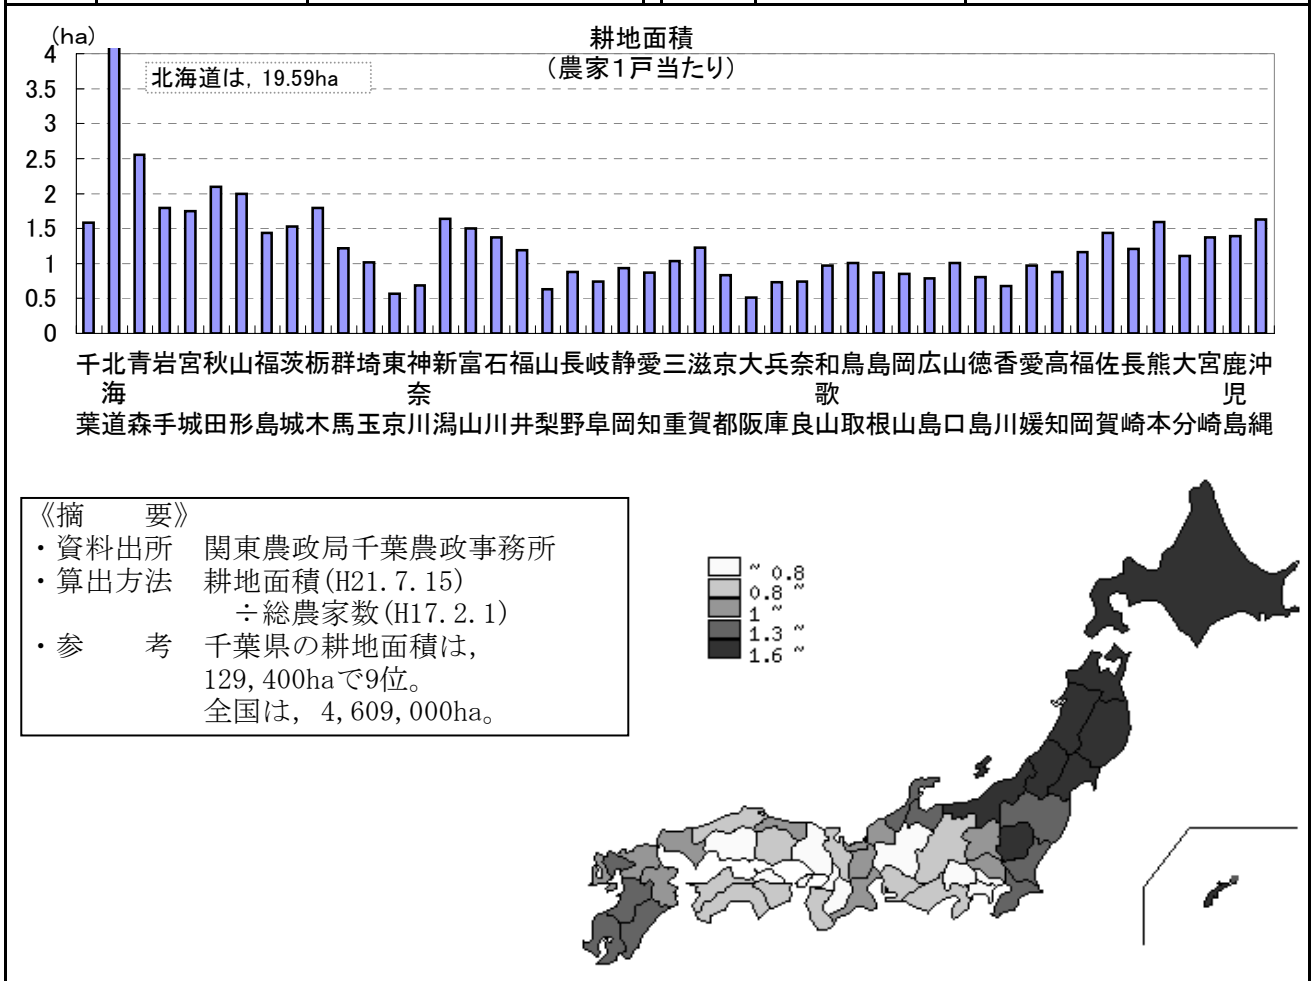 (ha)
耕地面積
(農家1戸当たり)
北海道は, 19.59ha
4
3.5
3
2.5
2
1.5
1
0.5
0
千葉 北海道 青森 岩手 宮城 秋田 山形 福島 茨城 栃木 群馬 埼玉 東京 神奈川 新潟 富山 石川 福井 山梨 長野 岐阜 静岡 愛知 三重 滋賀 京都 大阪 兵庫 奈良 和歌山 鳥取 島根 岡山 広島 山口 徳島 香川 愛媛 高知 福岡 佐賀 長崎 熊本 大分 宮崎 鹿児島 沖縄
《摘　　要》
・資料出所　関東農政局千葉農政事務所
・算出方法　耕地面積(H21.7.15)
÷総農家数(H17.2.1)
・参　　考　千葉県の耕地面積は,
129,400haで9位。
全国は, 4,609,000ha。
~ 0.8
0.8 ~
1 ~
1.3 ~
1.6 ~